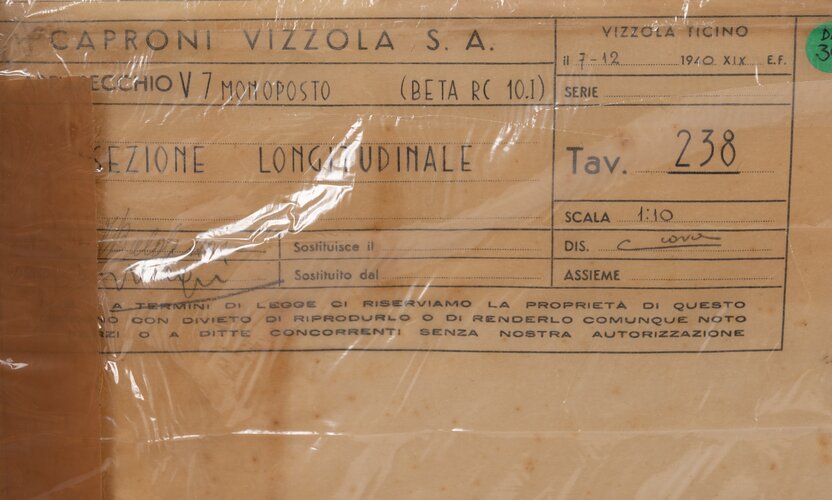 CAPRONI VIZZOLA S. A.
VIZZOLA TICINO
il 7-12 1940 XIX E.F.
ECCHIO V 7 MONOPOSTO (BETA RC 10.I)
SERIE
SEZIONE LONGITUDINALE
Tav. 238
SCALA 1:10
Sostituisce il
DIS.
Sostituito dal
ASSIEME
A TERMINI DI LEGGE CI RISERVIAMO LA PROPRIETÀ DI QUESTO
NO CON DIVIETO DI RIPRODURLO O DI RENDERLO COMUNQUE NOTO
RZI O A DITTE CONCORRENTI SENZA NOSTRA AUTORIZZAZIONE